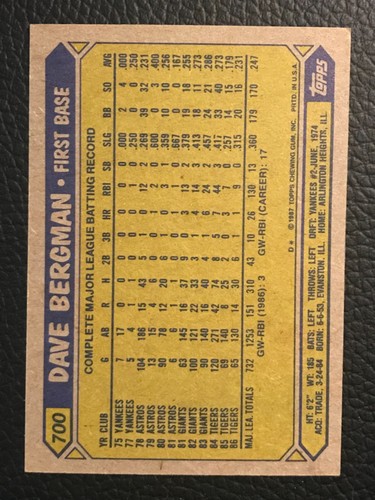 700 DAVE BERGMAN • FIRST BASE
Topps
COMPLETE MAJOR LEAGUE BATTING RECORD
YR CLUB G AB R H 2B 3B HR RBI SB SLG BB SO AVG
75 YANKEES 7 17 0 0 0 0 0 0 0 .000 2 4 .000
77 YANKEES 5 4 1 1 0 0 0 1 0 .250 0 0 .250
78 ASTROS 104 186 15 43 5 1 0 12 2 .269 39 32 .231
79 ASTROS 13 15 4 6 0 0 1 2 0 .600 0 3 .400
80 ASTROS 90 78 12 20 6 1 0 3 1 .359 10 10 .256
81 ASTROS 6 6 1 1 0 0 1 1 0 .667 0 0 .167
81 GIANTS 63 145 16 37 9 0 3 13 2 .379 19 18 .255
82 GIANTS 100 121 22 33 3 1 4 14 3 .413 18 11 .273
83 GIANTS 90 140 16 40 4 1 6 24 2 .457 24 21 .286
84 TIGERS 120 271 42 74 8 5 7 44 3 .417 33 40 .273
85 TIGERS 69 140 8 25 2 0 3 7 0 .257 14 15 .179
86 TIGERS 65 130 14 30 6 1 1 9 0 .315 21 16 .231
MAJ. LEA. TOTALS 732 1253 151 310 43 10 26 130 13 .360 179 170 .247
GW-RBI (1986): 3 GW-RBI (CAREER): 17
D* © 1987 TOPPS CHEWING GUM, INC. PRTD. IN U.S.A.
HT: 6'2" WT: 185 BATS: LEFT THROWS: LEFT DRFT: YANKEES #2-JUNE, 1974
ACQ: TRADE, 3-24-84 BORN: 6-6-53, EVANSTON, ILL HOME: ARLINGTON HEIGHTS, ILL